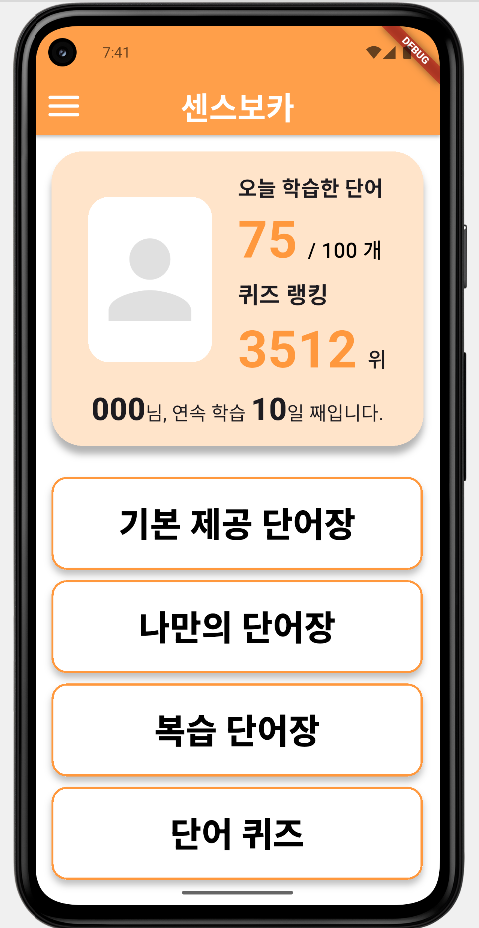 7:41
DEBUG
센스보카
오늘 학습한 단어
75 / 100 개
퀴즈 랭킹
3512 위
000님, 연속 학습 10일 째입니다.
기본 제공 단어장
나만의 단어장
복습 단어장
단어 퀴즈